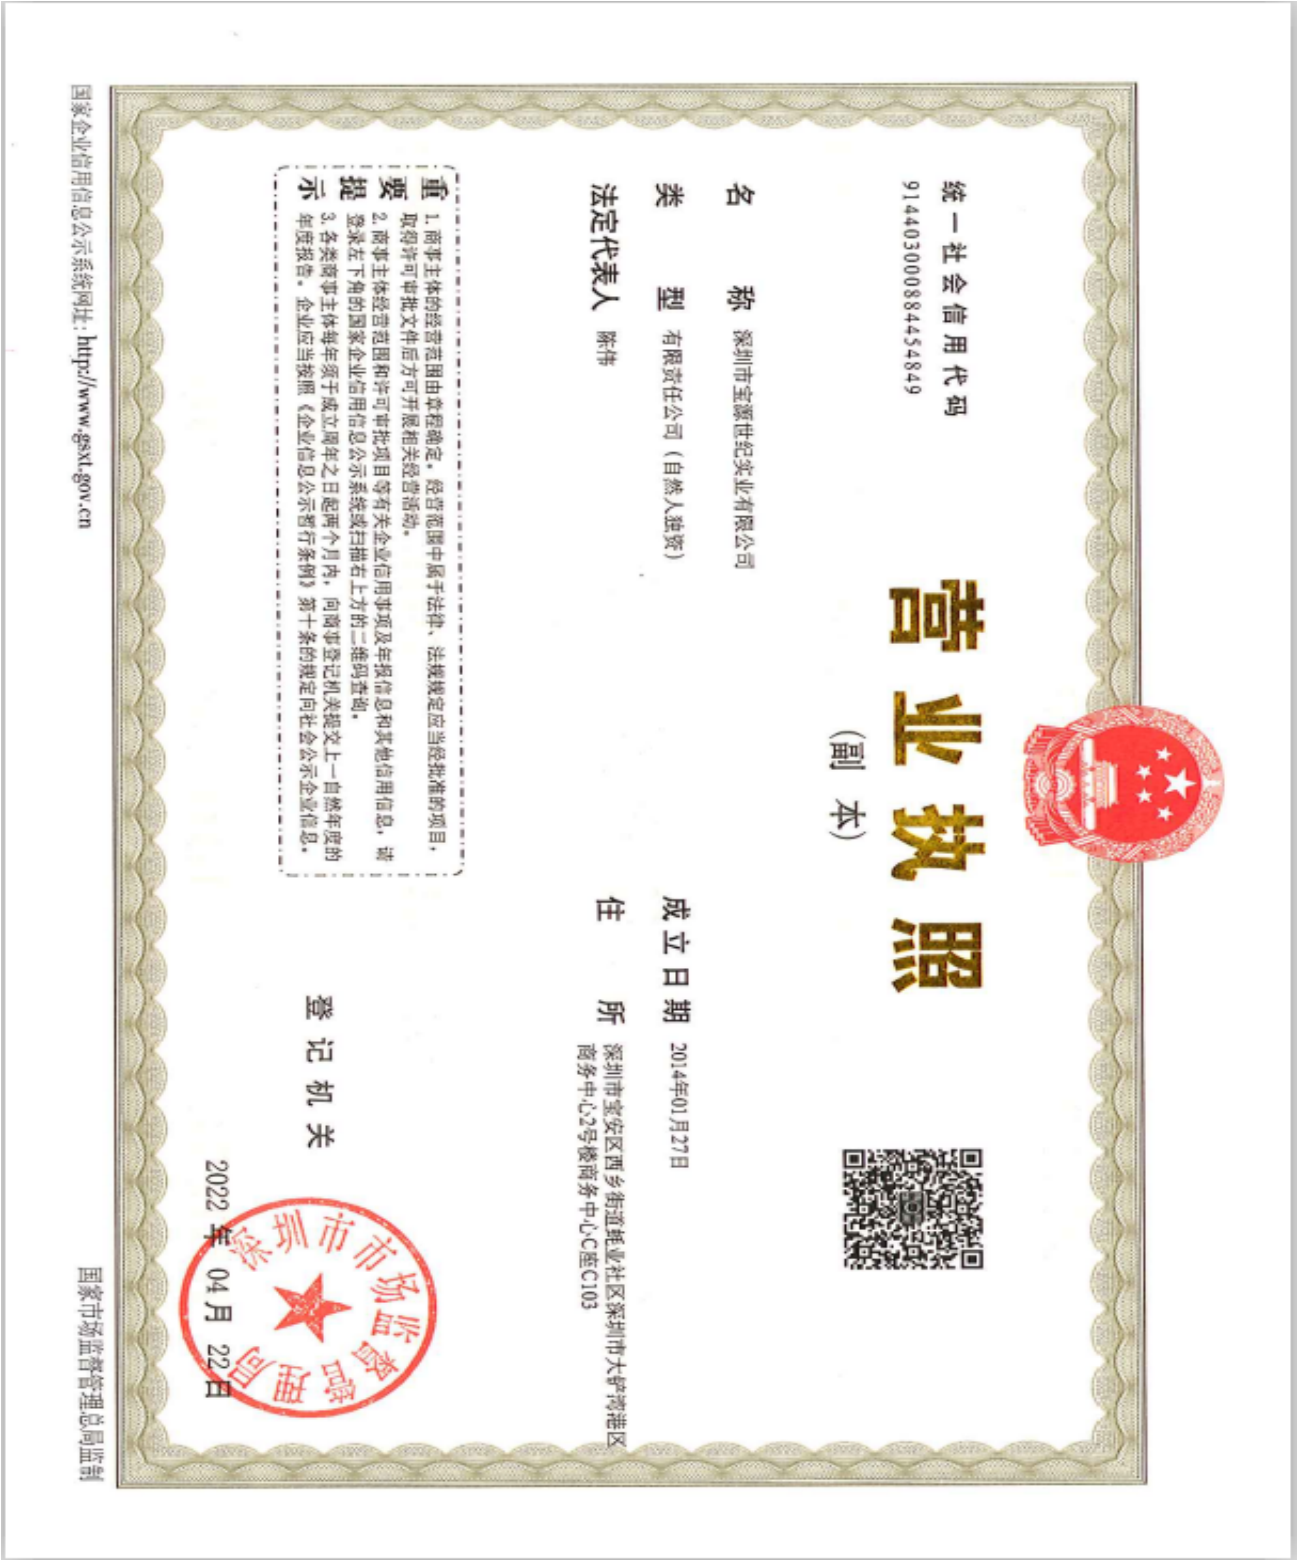 营业执照
(副 本)
统一社会信用代码
914403000884454849
名 称 深圳市宝源世纪实业有限公司
类 型 有限责任公司（自然人独资）
法定代表人 陈伟
成立日期 2014年01月27日
住 所 深圳市宝安区西乡街道蚝业社区深圳市大铲湾港区
商务中心2号楼商务中心C座C103
重要提示
1. 商事主体的经营范围由章程确定。经营范围中属于法律、法规规定应当经批准的项目，
取得许可审批文件后方可开展相关经营活动。
2. 商事主体经营范围和许可审批项目等有关企业信用事项及年报信息和其他信用信息，请
登录左下角的国家企业信用信息公示系统或扫描右上方的二维码查询。
3. 各类商事主体每年须于成立周年之日起两个月内，向商事登记机关提交上一自然年度的
年度报告。企业应当按照《企业信息公示暂行条例》第十条的规定向社会公示企业信息。
登记机关
深圳市市场监督管理局
2022 年 04 月 22 日
国家企业信用信息公示系统网址：http://www.gsxt.gov.cn
国家市场监督管理总局监制